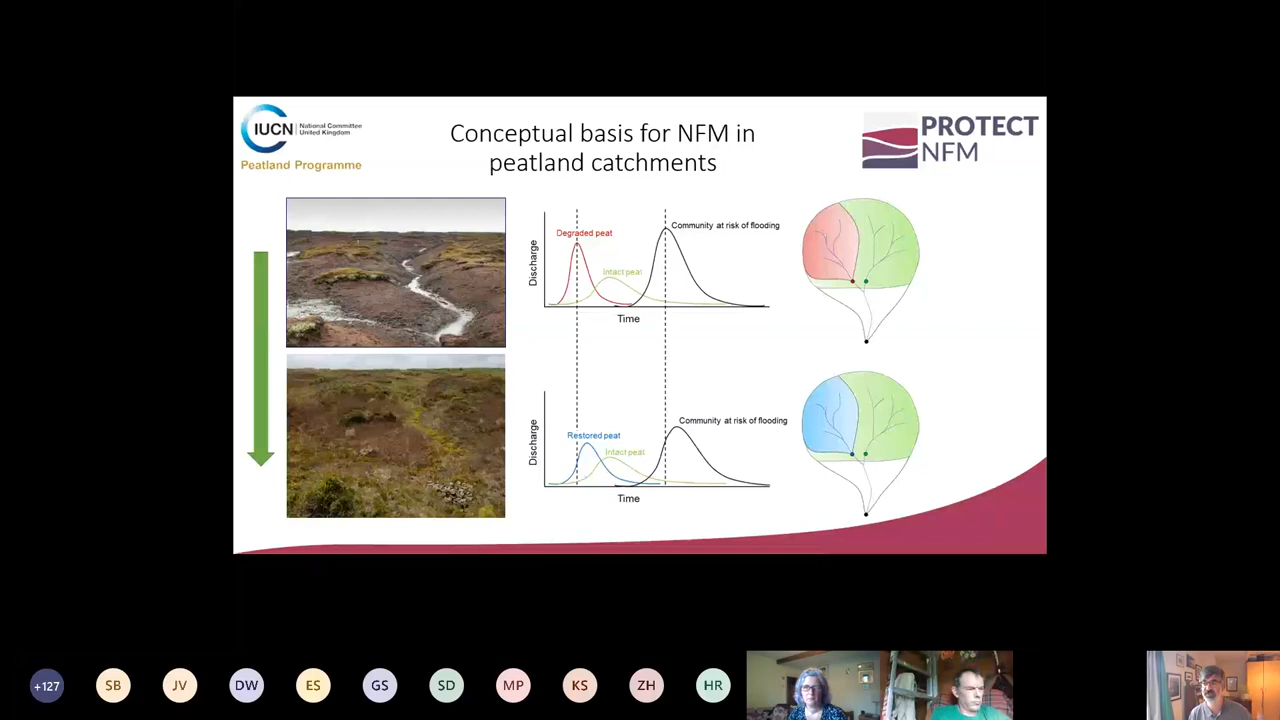 IUCN
National Committee
United Kingdom
Peatland Programme
Conceptual basis for NFM in
peatland catchments
PROTECT
NFM
Discharge
Degraded peat
Intact peat
Community at risk of flooding
Time
Discharge
Restored peat
Intact peat
Community at risk of flooding
Time
+127
SB
JV
DW
ES
GS
SD
MP
KS
ZH
HR